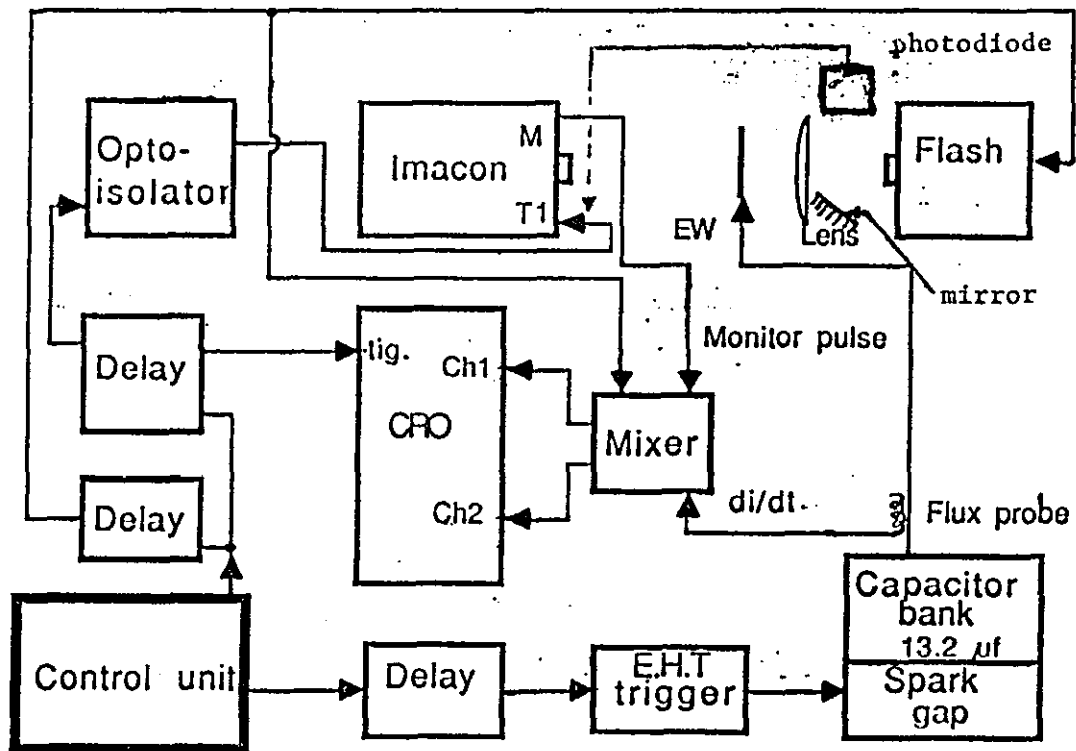 photodiode
Opto-
isolator
Imacon
M
T1
Flash
EW
Lens
mirror
Delay
tig.
Ch1
CRO
Ch2
Monitor pulse
Mixer
di/dt.
Flux probe
Delay
Control unit
Delay
E.H.T
trigger
Capacitor
bank
13.2 µf
Spark
gap